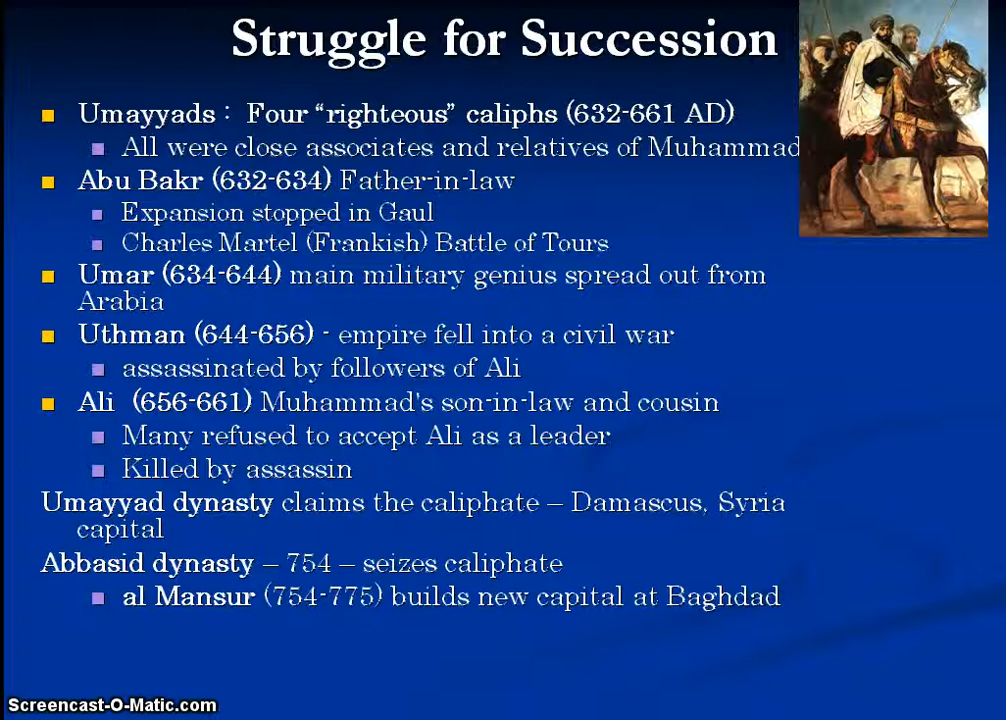 Struggle for Succession
Umayyads : Four “righteous” caliphs (632-661 AD)
All were close associates and relatives of Muhammad
Abu Bakr (632-634) Father-in-law
Expansion stopped in Gaul
Charles Martel (Frankish) Battle of Tours
Umar (634-644) main military genius spread out from
Arabia
Uthman (644-656) - empire fell into a civil war
assassinated by followers of Ali
Ali (656-661) Muhammad's son-in-law and cousin
Many refused to accept Ali as a leader
Killed by assassin
Umayyad dynasty claims the caliphate – Damascus, Syria
capital
Abbasid dynasty – 754 – seizes caliphate
al Mansur (754-775) builds new capital at Baghdad
Screencast-O-Matic.com